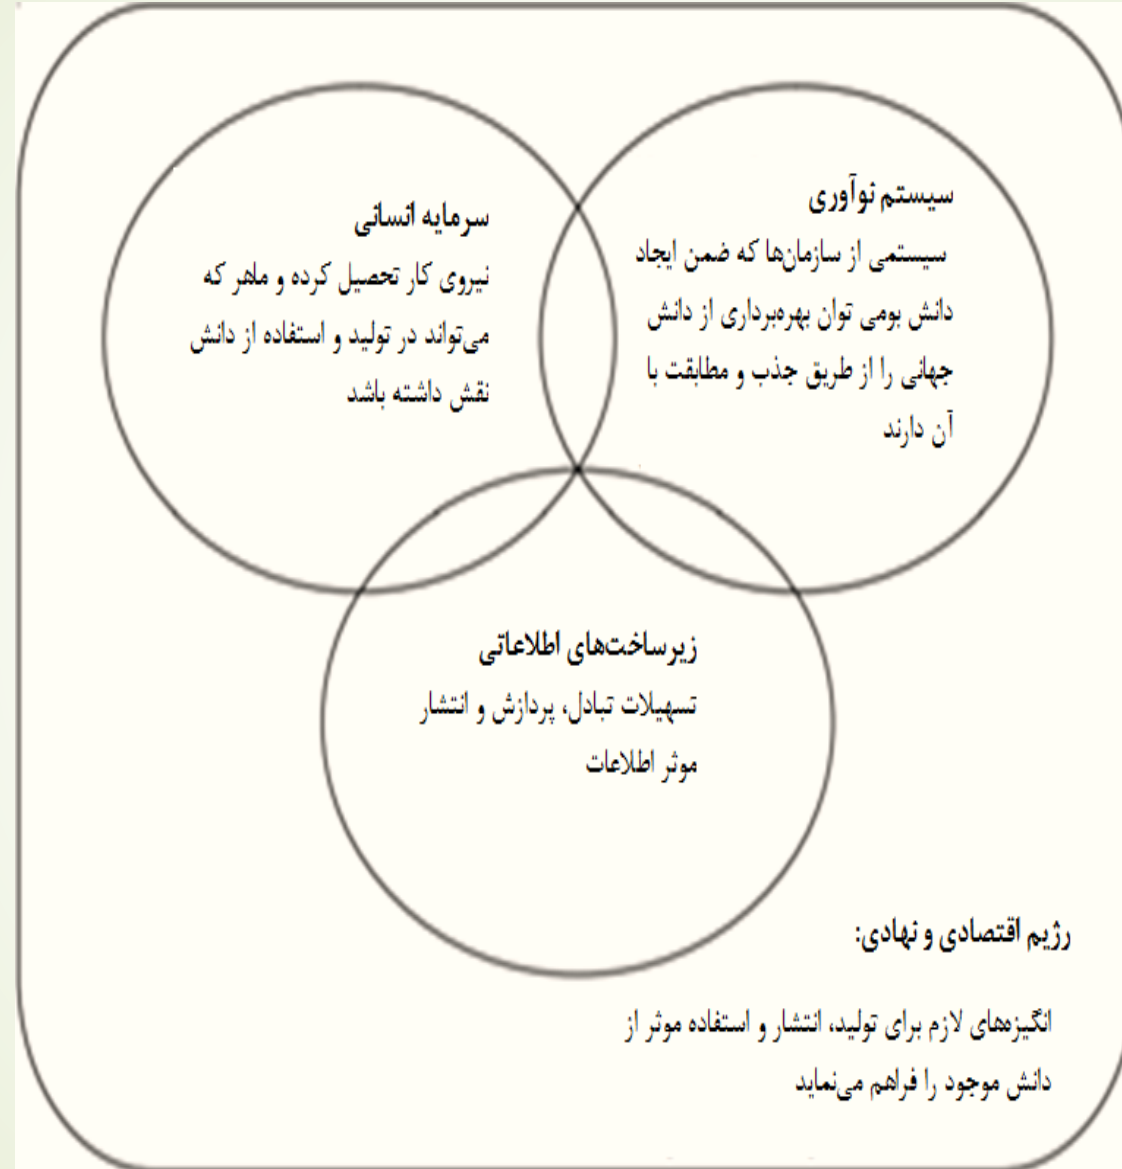 سیستم نوآوری
سیستمی از سازمان‌ها که ضمن ایجاد
دانش بومی توان بهره‌برداری از دانش
جهانی را از طریق جذب و مطابقت با
آن دارند
سرمایه انسانی
نیروی کار تحصیل کرده و ماهر که
می‌تواند در تولید و استفاده از دانش
نقش داشته باشد
زیرساخت‌های اطلاعاتی
تسهیلات تبادل، پردازش و انتشار
موثر اطلاعات
رژیم اقتصادی و نهادی:
انگیزه‌های لازم برای تولید، انتشار و استفاده موثر از
دانش موجود را فراهم می‌نماید